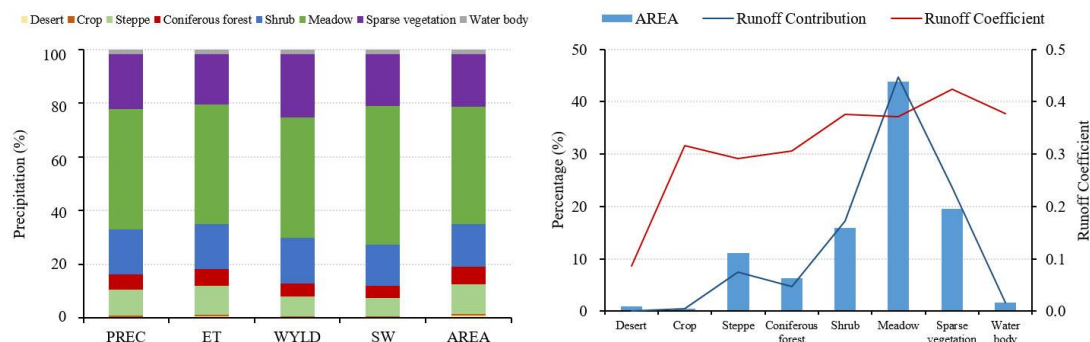 Desert Crop Steppe Coniferous forest Shrub Meadow Sparse vegetation Water body
Precipitation (%)
100
80
60
40
20
0
PREC ET WYLD SW AREA
AREA Runoff Contribution Runoff Coefficient
Percentage (%)
50
40
30
20
10
0
0.5
0.4
0.3
0.2
0.1
0.0
Runoff Coefficient
Desert Crop Steppe Coniferous Shrub Meadow Sparse Water
forest vegetation body